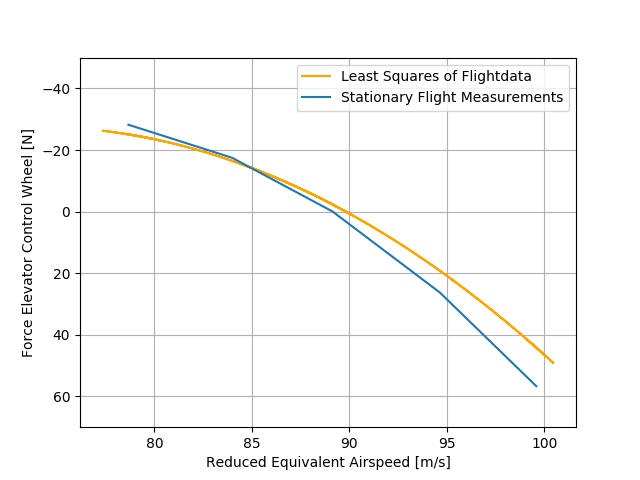 Least Squares of Flightdata
Stationary Flight Measurements
−40
−20
0
20
40
60
Force Elevator Control Wheel [N]
80
85
90
95
100
Reduced Equivalent Airspeed [m/s]